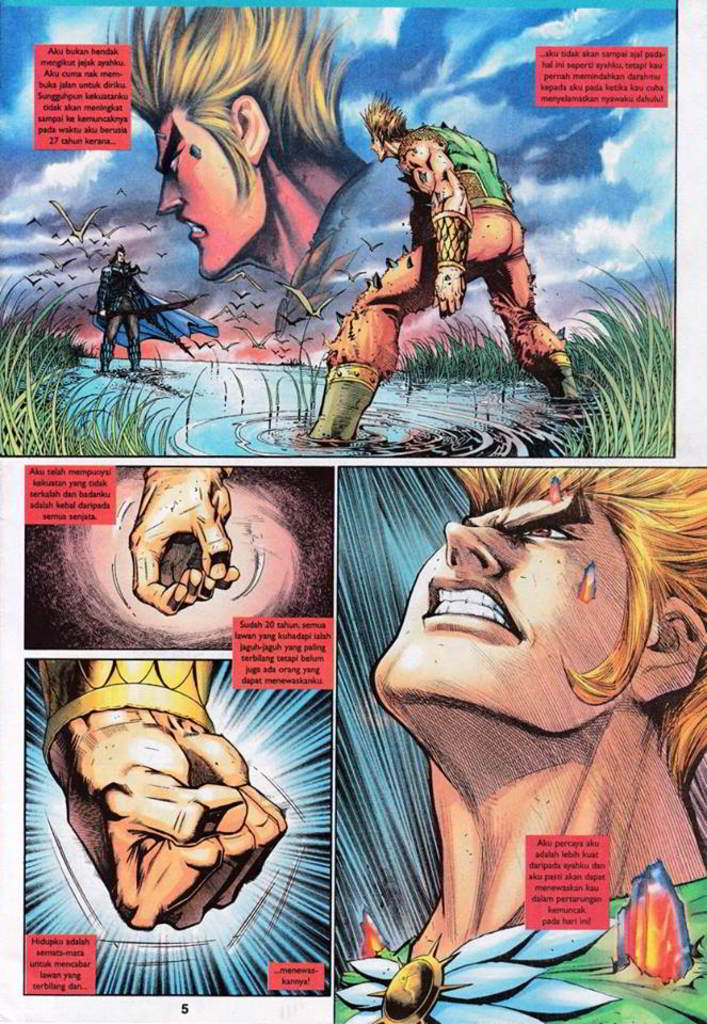 Aku bukan hendak
mengikut jejak ayahku.
Aku cuma nak mem-
buka jalan untuk diriku.
Sungguhpun kekuatanku
tidak akan meningkat
sampai ke kemuncaknya
pada waktu aku berusia
27 tahun kerana...
...aku tidak akan sampai ajal pada-
hal ini seperti ayahku, tetapi kau
pernah memindahkan darahmu
kepada aku pada ketika kau cuba
menyelamatkan nyawaku dahulu!
Aku telah mempunyai
kekuatan yang tidak
terkalah dan badanku
adalah kebal daripada
semua senjata.
Sudah 20 tahun, semua
lawan yang kuhadapi ialah
jaguh-jaguh yang paling
terbilang tetapi belum
juga ada orang yang
dapat menewaskanku.
Hidupku adalah
semata-mata
untuk mencabar
lawan yang
terbilang dan...
...menewas-
kannya!
Aku percaya aku
adalah lebih kuat
daripada ayahku dan
aku pasti akan dapat
menewaskan kau
dalam pertarungan
kemuncak
pada hari ini!
5